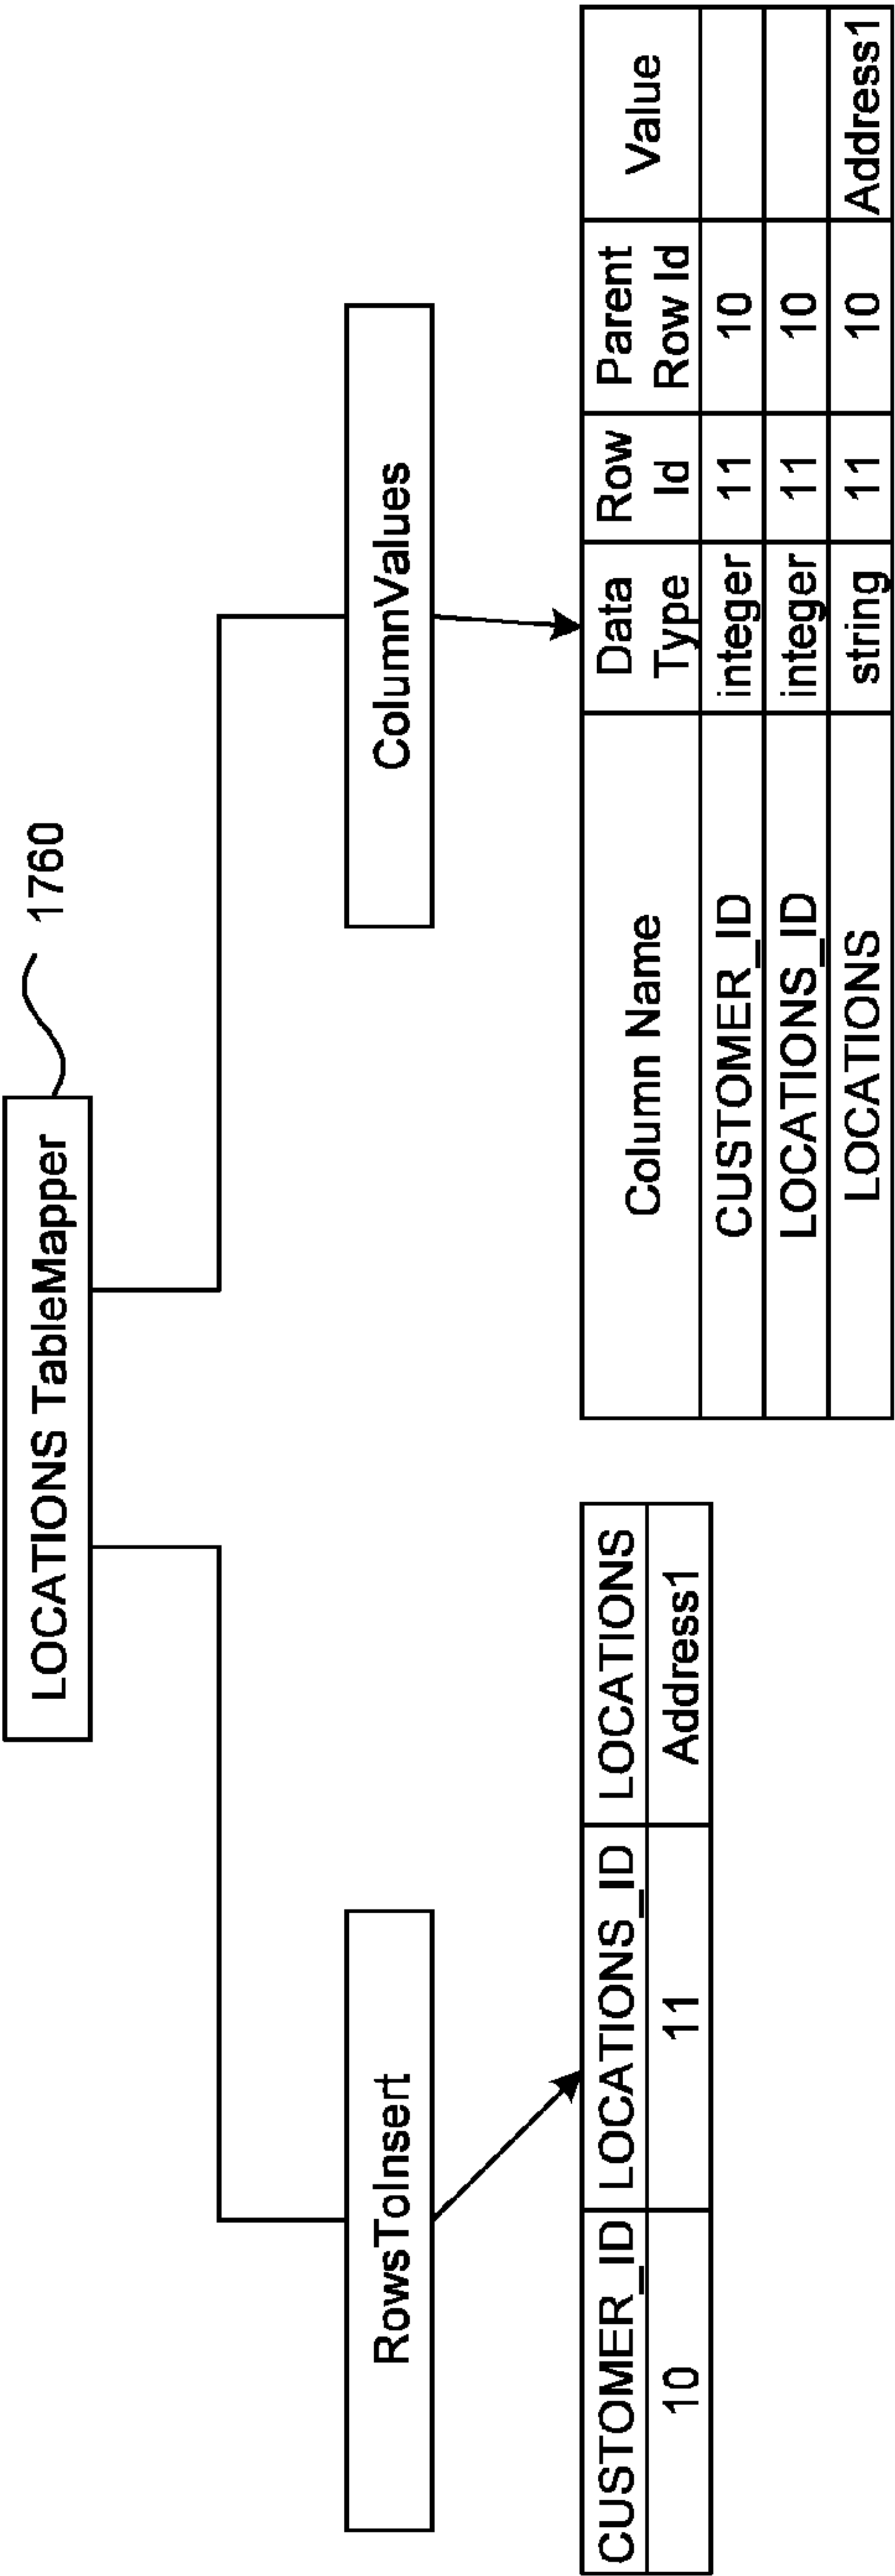 1760
LOCATIONS TableMapper
RowsToInsert
ColumnValues
CUSTOMER_ID LOCATIONS_ID LOCATIONS
10 11 Address1
Column Name Data Type Row Id Parent Row Id Value
CUSTOMER_ID integer 11 10
LOCATIONS_ID integer 11 10
LOCATIONS string 11 10 Address1